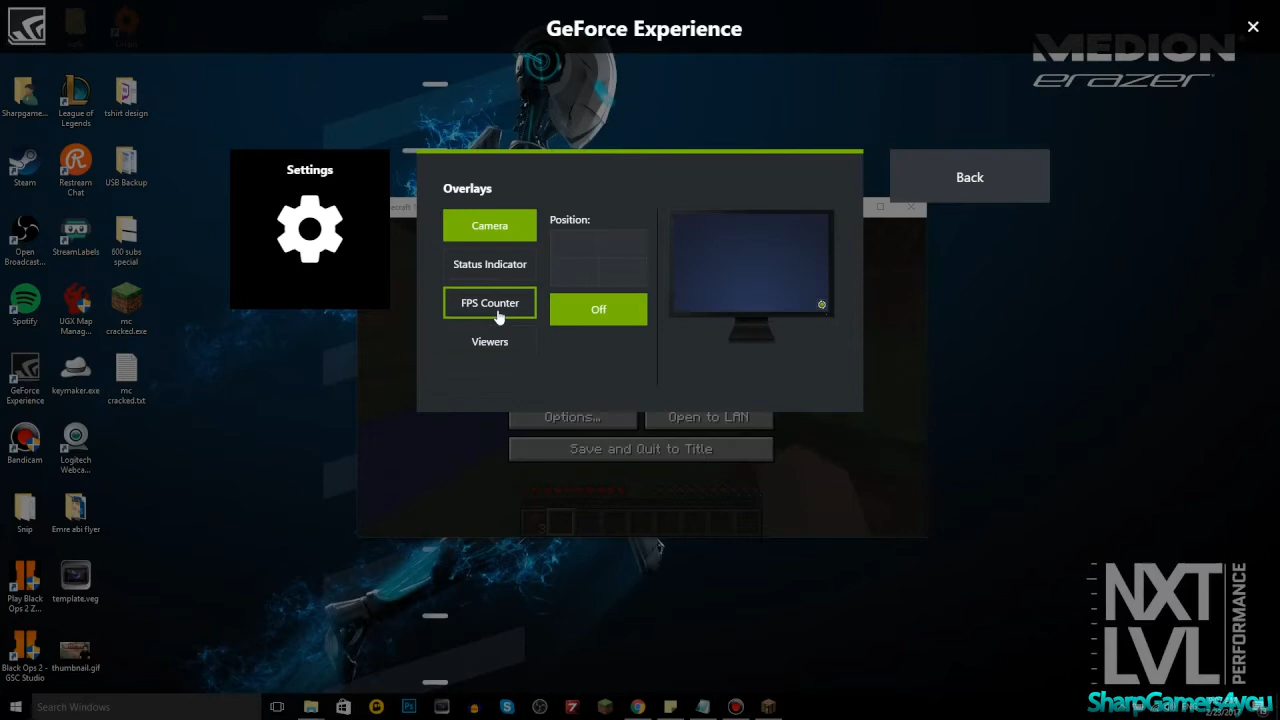 GeForce Experience
MEDION
erazer
Settings
Overlays
Camera
Status Indicator
FPS Counter
Viewers
Position:
Off
Back
Options...
Open to LAN
Save and Quit to Title
Origin
Sharpgame...
League of
Legends
tshirt design
Steam
Restream
Chat
USB Backup
Open
Broadcast...
StreamLabels
600 subs
special
Spotify
UGX Map
Manag...
mc
cracked.exe
GeForce
Experience
keymaker.exe
mc
cracked.txt
Bandicam
Logitech
Webca...
Snip
Emre abi flyer
Play Black
Ops 2 Z...
template.veg
Black Ops 2 -
GSC Studio
thumbnail.gif
NXT
LVL
PERFORMANCE
SharpGamers4you
Search Windows